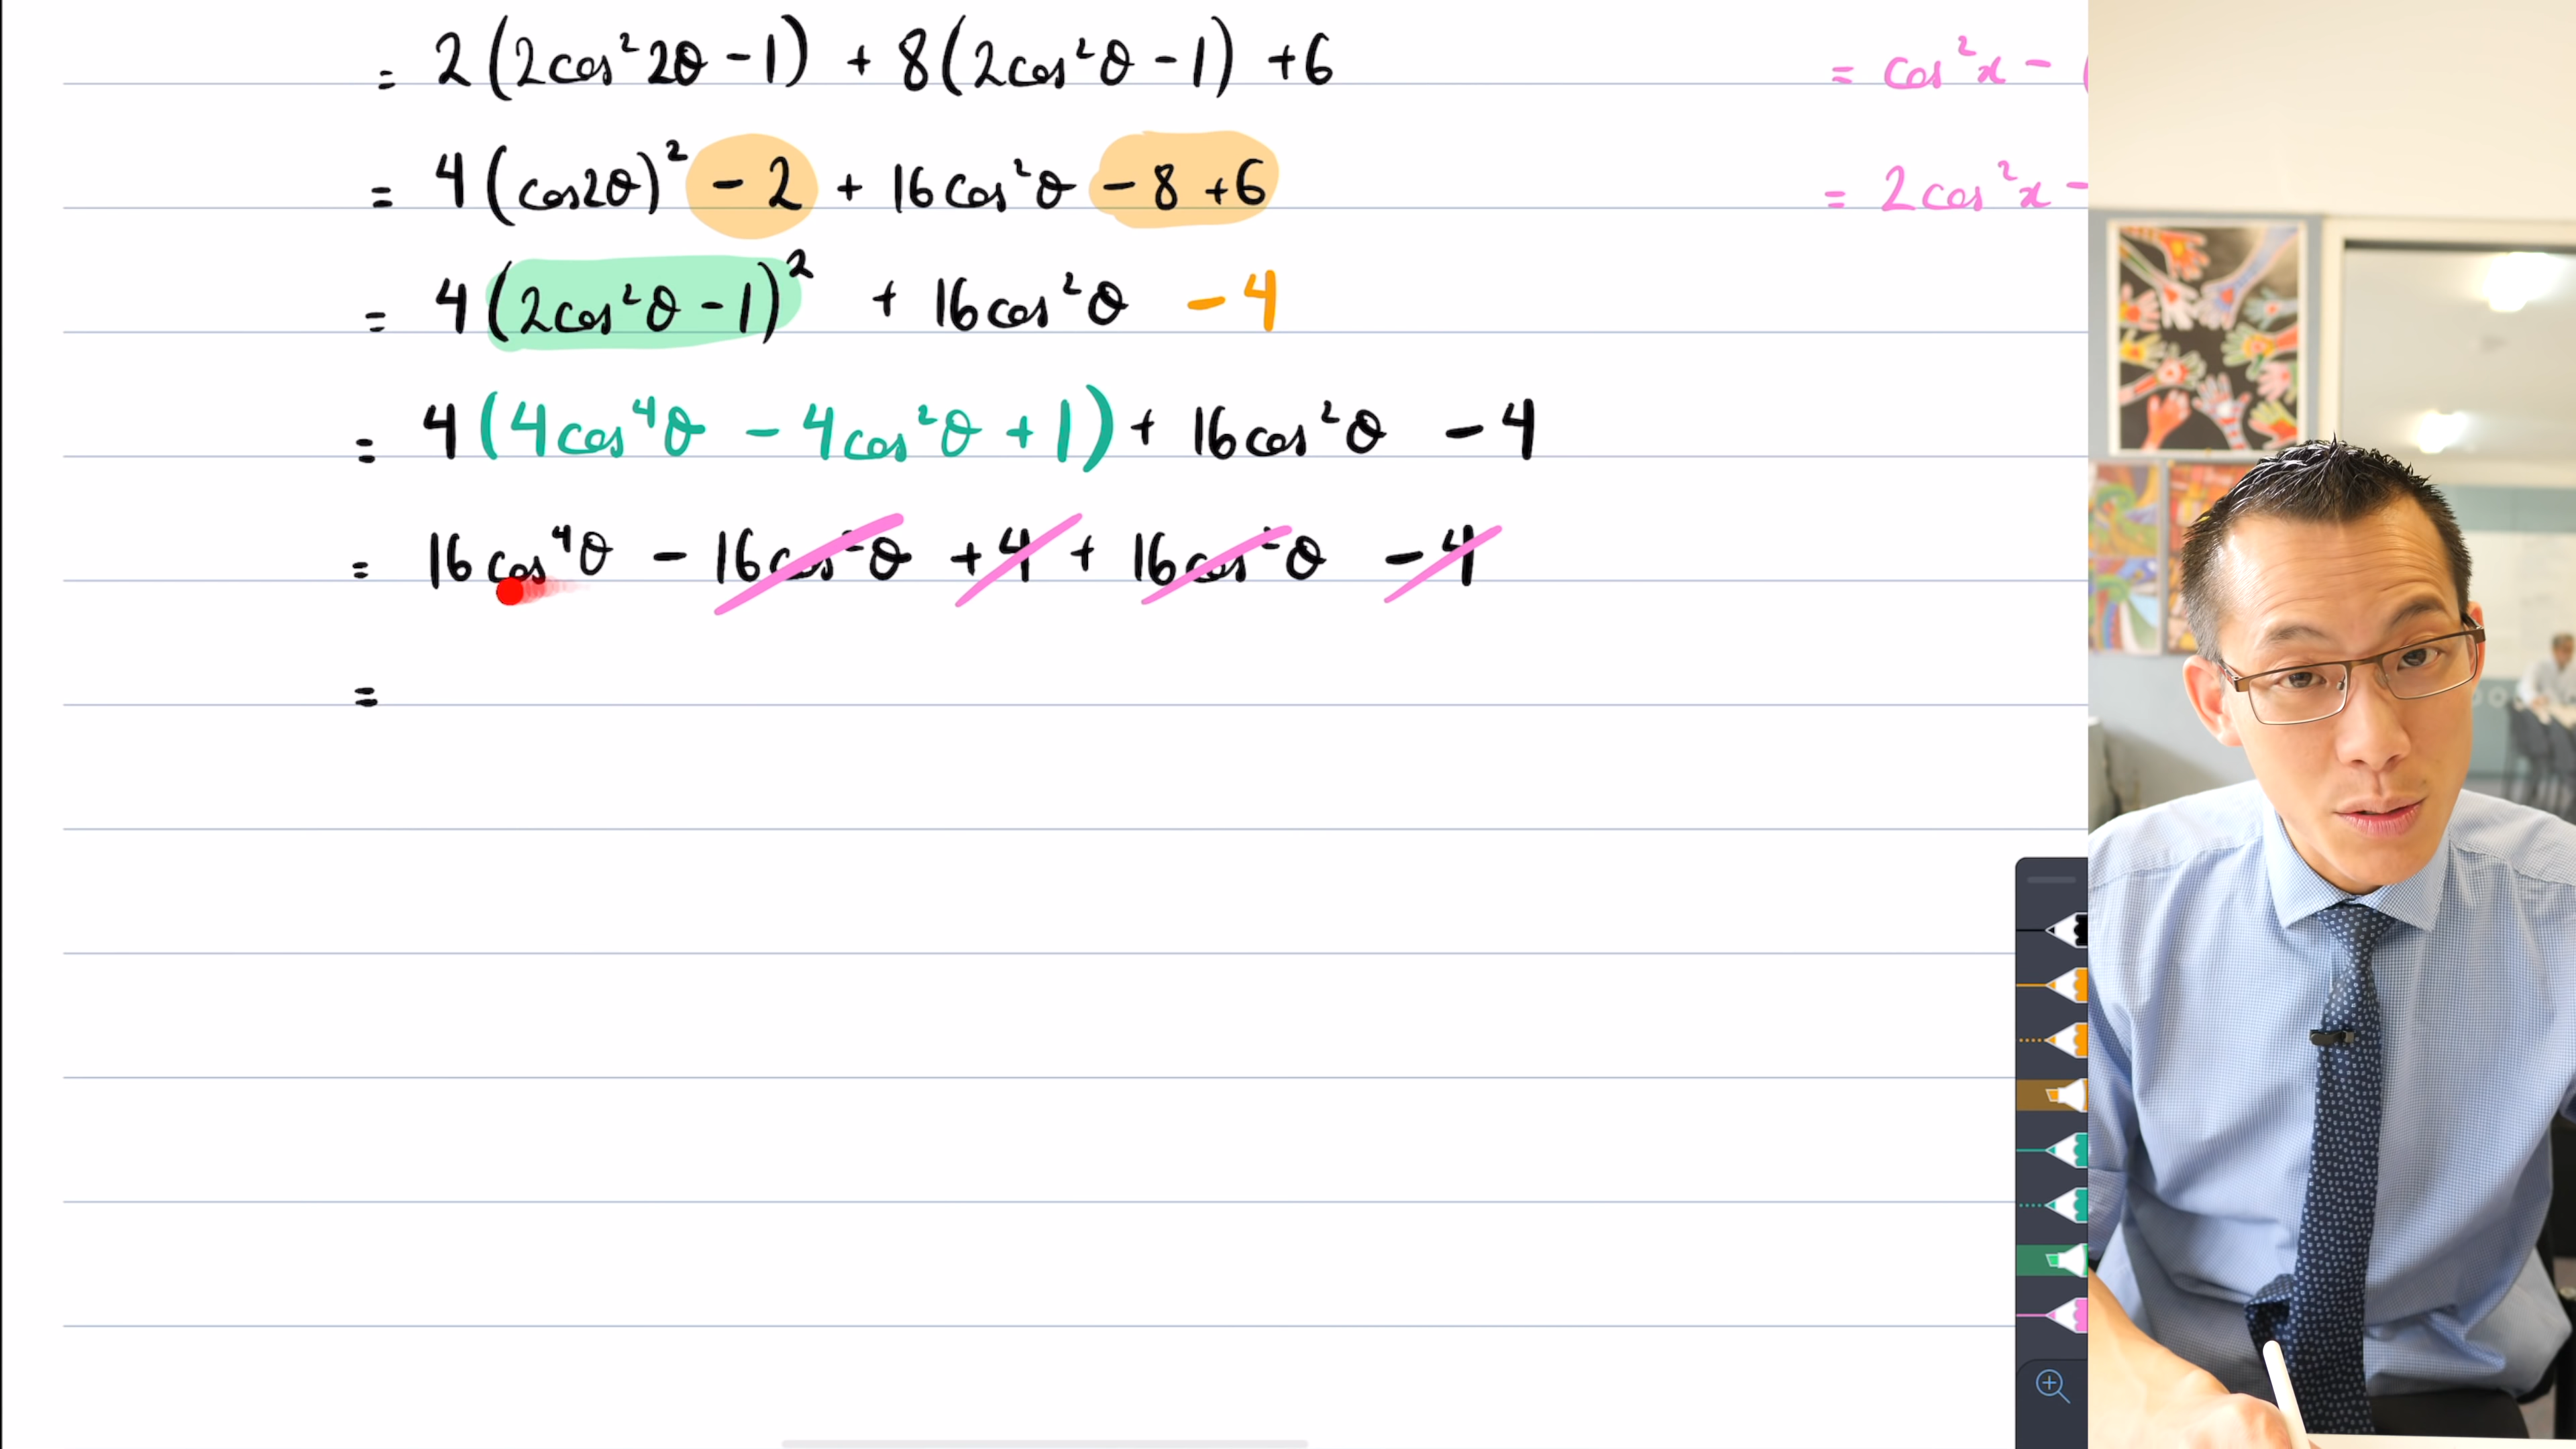 = 2(2cos²2θ -1) + 8(2cos²θ -1) +6
= 4(cos2θ)² - 2 + 16cos²θ - 8 +6
= 4(2cos²θ -1)² + 16cos²θ - 4
= 4(4cos⁴θ - 4cos²θ +1) + 16cos²θ - 4
= 16cos⁴θ - 16cos²θ +4 + 16cos²θ - 4
=
= cos²x - (
= 2cos²x -